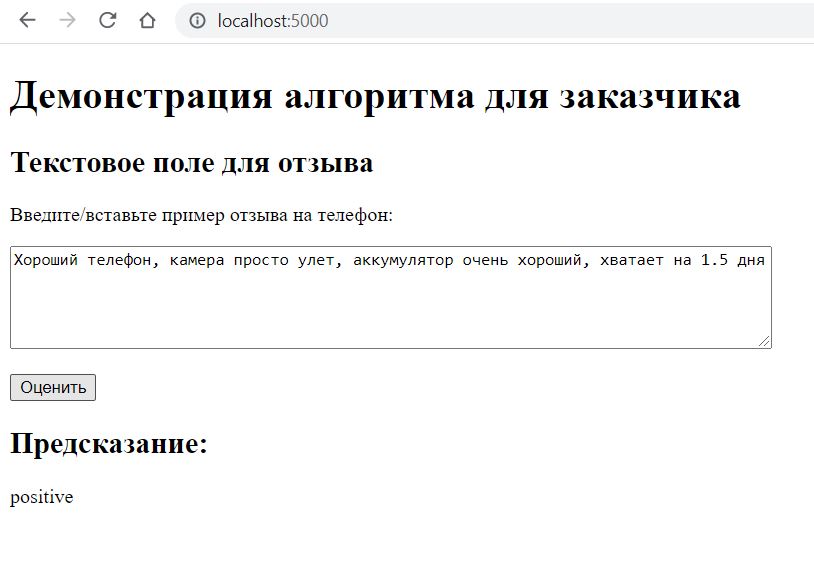 localhost:5000
Демонстрация алгоритма для заказчика
Текстовое поле для отзыва
Введите/вставьте пример отзыва на телефон:
Хороший телефон, камера просто улет, аккумулятор очень хороший, хватает на 1.5 дня
Оценить
Предсказание:
positive